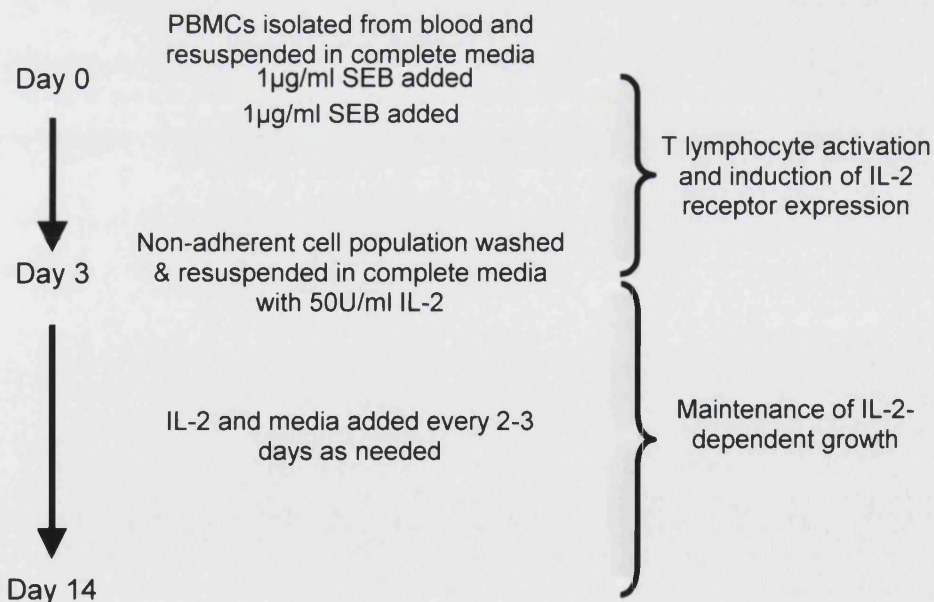 PBMCs isolated from blood and
resuspended in complete media
Day 0
1µg/ml SEB added
1µg/ml SEB added
T lymphocyte activation
and induction of IL-2
receptor expression
Day 3
Non-adherent cell population washed
& resuspended in complete media
with 50U/ml IL-2
IL-2 and media added every 2-3
days as needed
Maintenance of IL-2-
dependent growth
Day 14